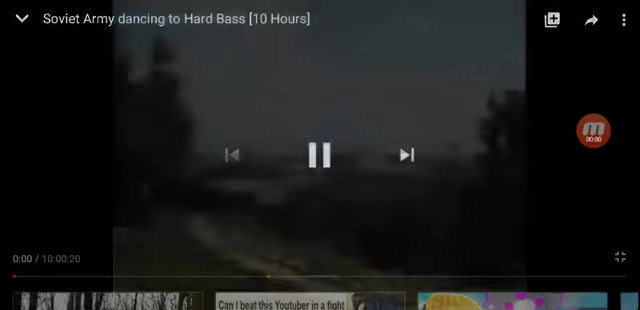 Soviet Army dancing to Hard Bass [10 Hours]
00:00
0:00 / 10:00:20
Can I beat this Youtuber in a fight